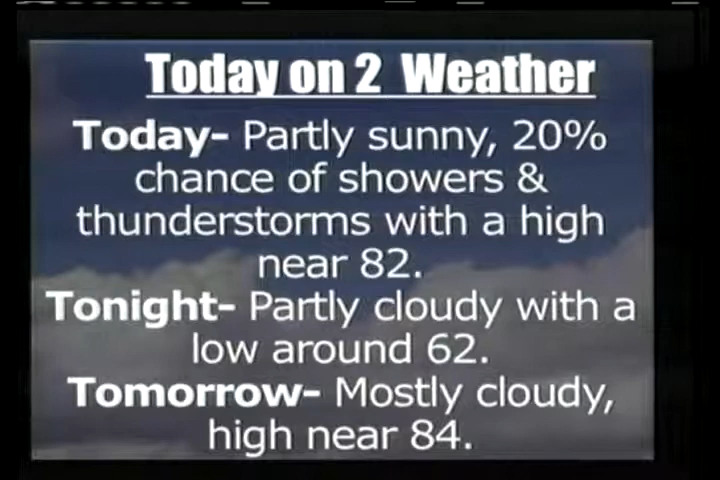 Today on 2 Weather
Today- Partly sunny, 20%
chance of showers &
thunderstorms with a high
near 82.
Tonight- Partly cloudy with a
low around 62.
Tomorrow- Mostly cloudy,
high near 84.